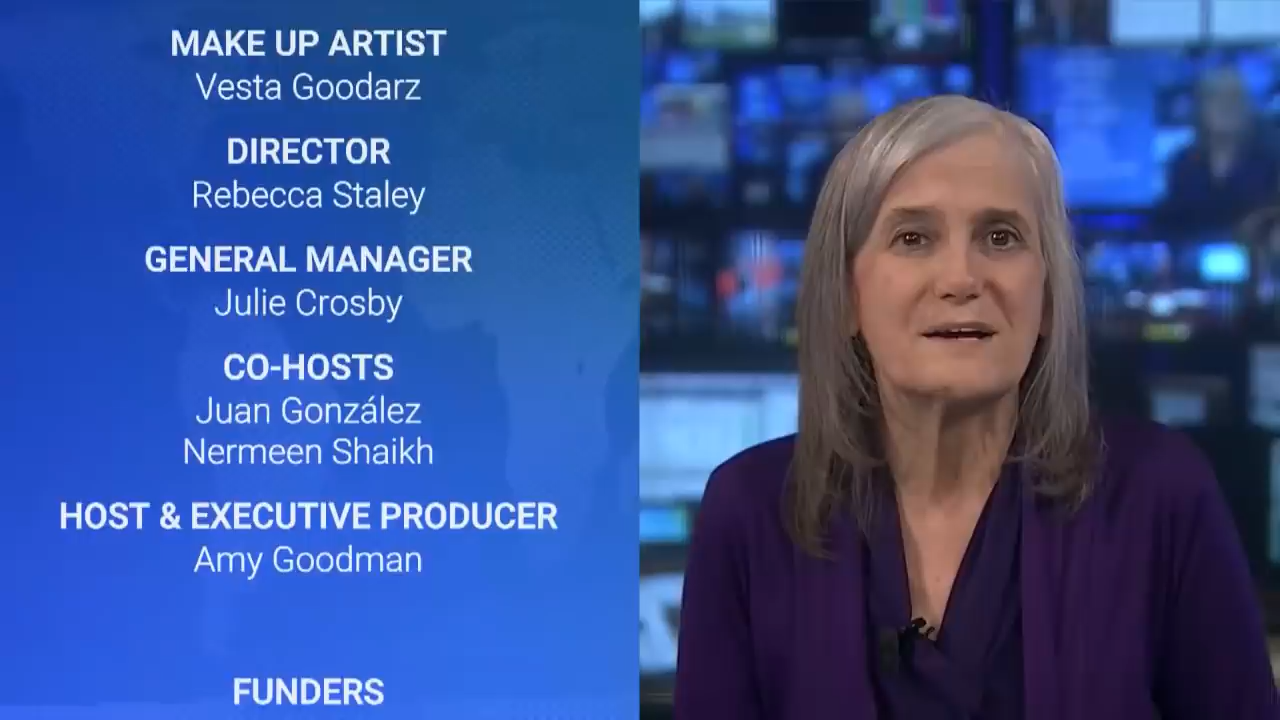 MAKE UP ARTIST
Vesta Goodarz
DIRECTOR
Rebecca Staley
GENERAL MANAGER
Julie Crosby
CO-HOSTS
Juan González
Nermeen Shaikh
HOST & EXECUTIVE PRODUCER
Amy Goodman
FUNDERS